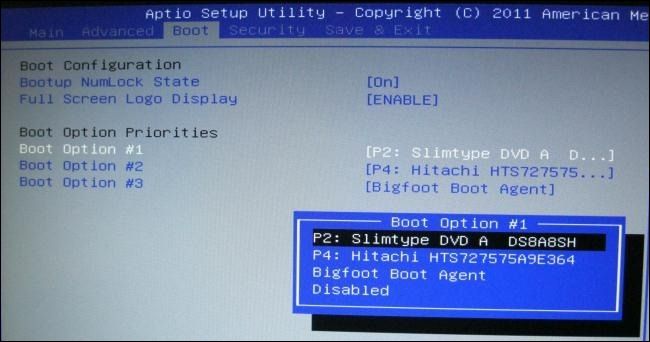 Aptio Setup Utility – Copyright (C) 2011 American Me
Main Advanced Boot Security Save & Exit
Boot Configuration
Bootup NumLock State [On]
Full Screen Logo Display [ENABLE]
Boot Option Priorities
Boot Option #1 [P2: Slimtype DVD A D...]
Boot Option #2 [P4: Hitachi HTS727575...]
Boot Option #3 [Bigfoot Boot Agent]
Boot Option #1
P2: Slimtype DVD A DS8A8SH
P4: Hitachi HTS727575A9E364
Bigfoot Boot Agent
Disabled